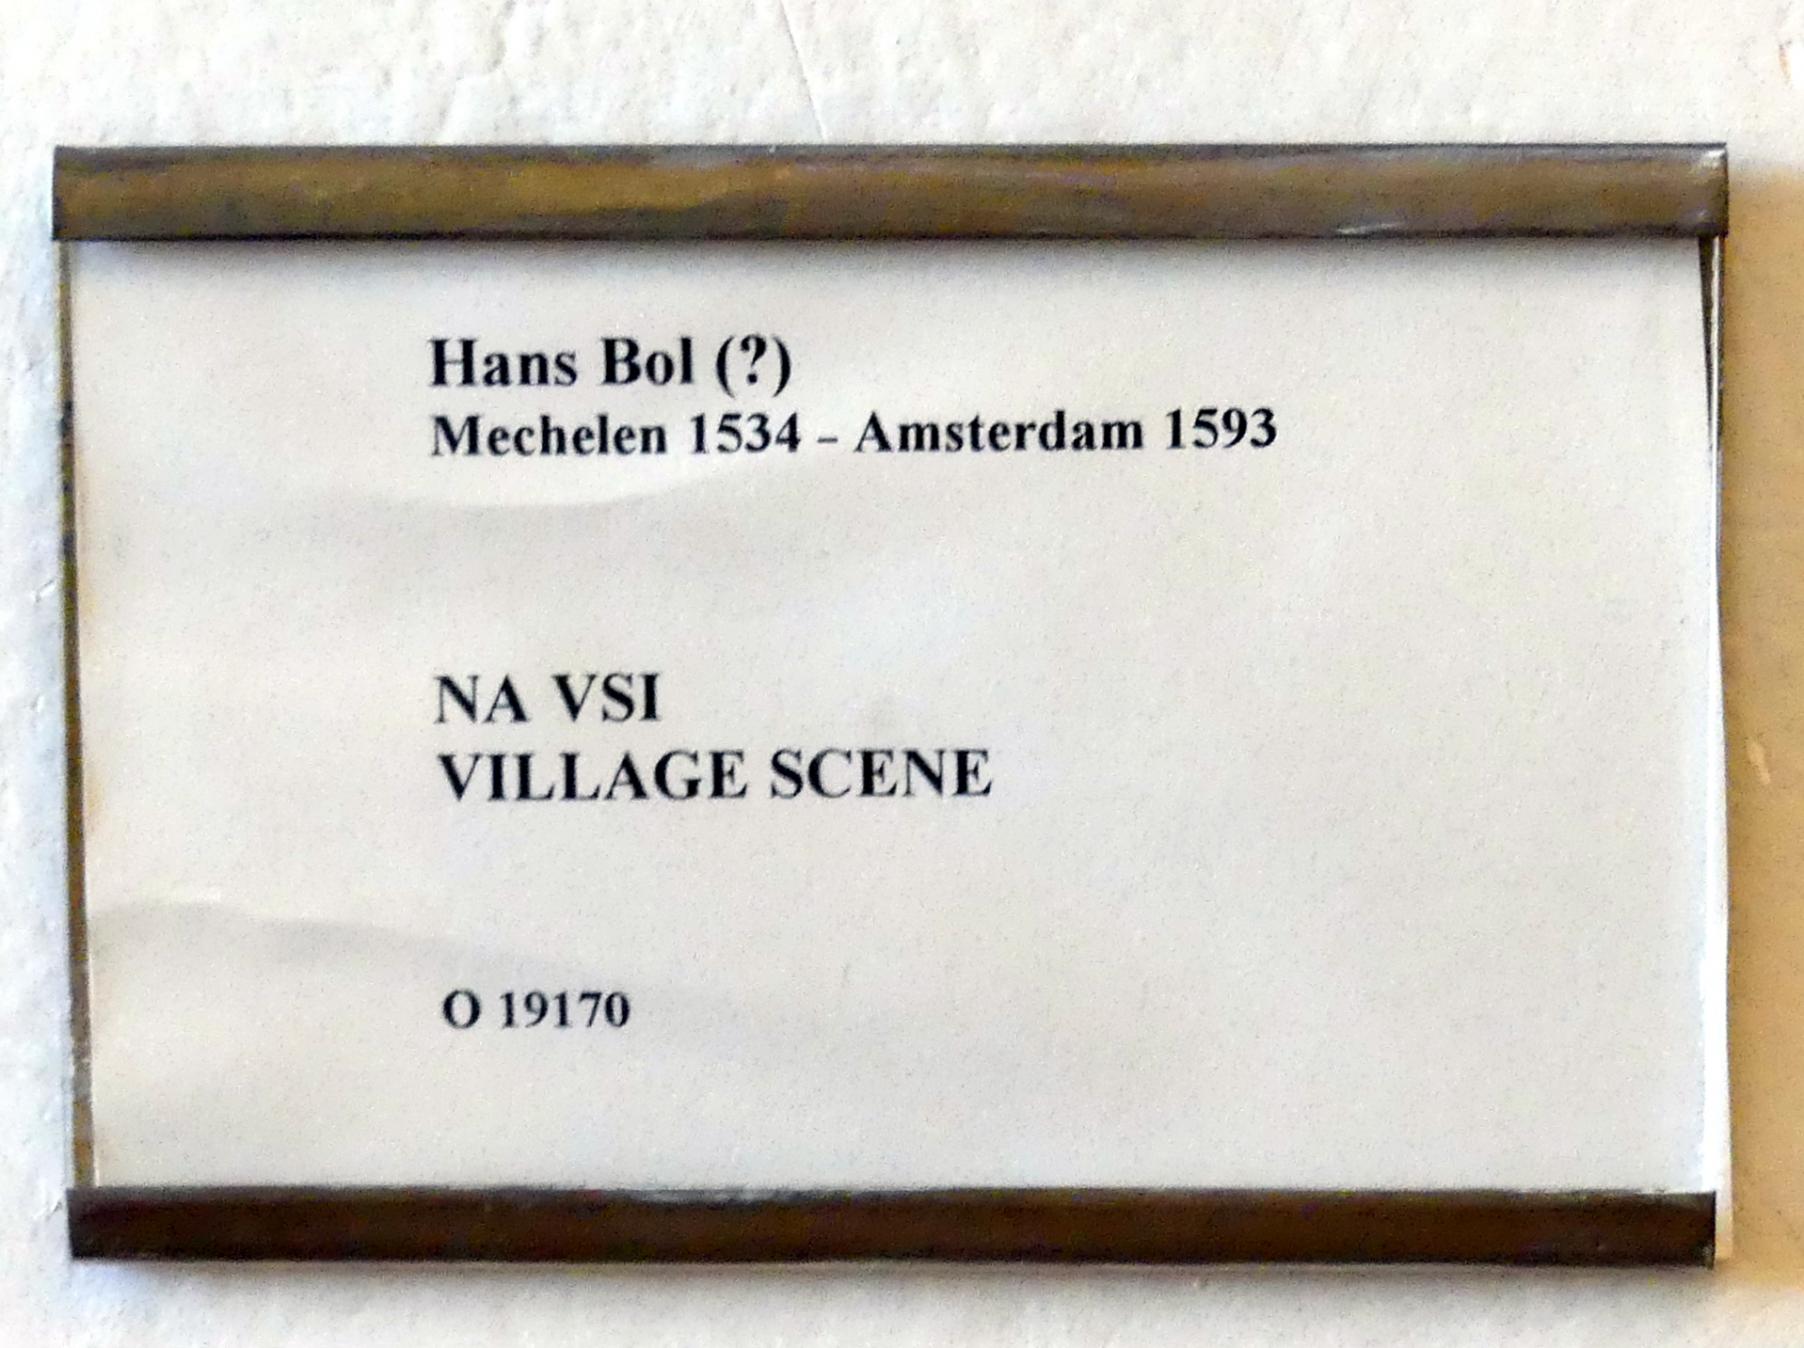 Hans Bol (?)
Mechelen 1534 – Amsterdam 1593
NA VSI
VILLAGE SCENE
O 19170